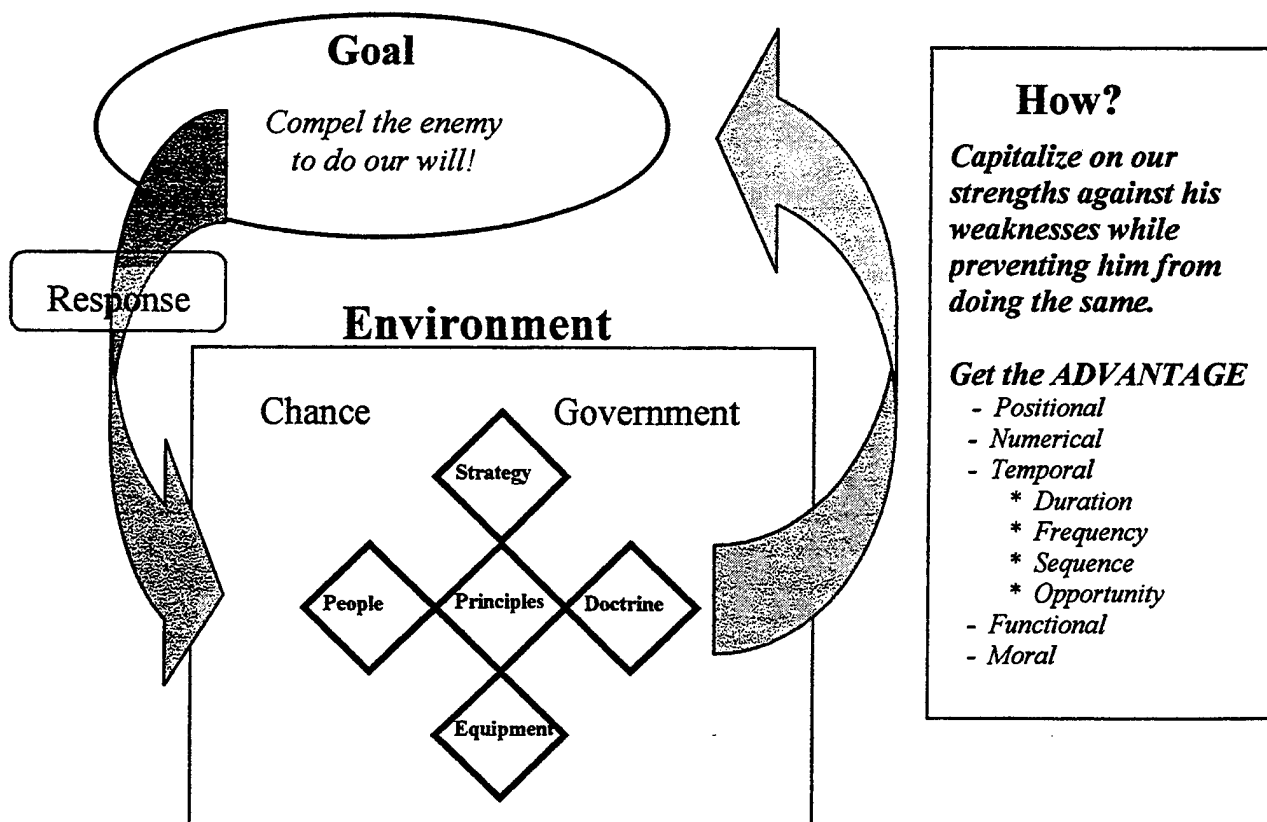 Goal
Compel the enemy
to do our will!
Response
Environment
Chance
Government
Strategy
People
Principles
Doctrine
Equipment
How?
Capitalize on our
strengths against his
weaknesses while
preventing him from
doing the same.
Get the ADVANTAGE
- Positional
- Numerical
- Temporal
* Duration
* Frequency
* Sequence
* Opportunity
- Functional
- Moral